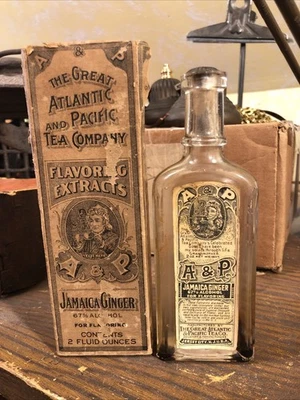 A & P
THE GREAT
ATLANTIC
AND PACIFIC
TEA COMPANY
FLAVORING
EXTRACTS
A & P
JAMAICA GINGER
67% ALCOHOL
FOR FLAVORING
CONTENTS
2 FLUID OUNCES
A & P
A & P
JAMAICA GINGER
67% ALCOHOL
FOR FLAVORING
THE GREAT ATLANTIC
& PACIFIC TEA CO.